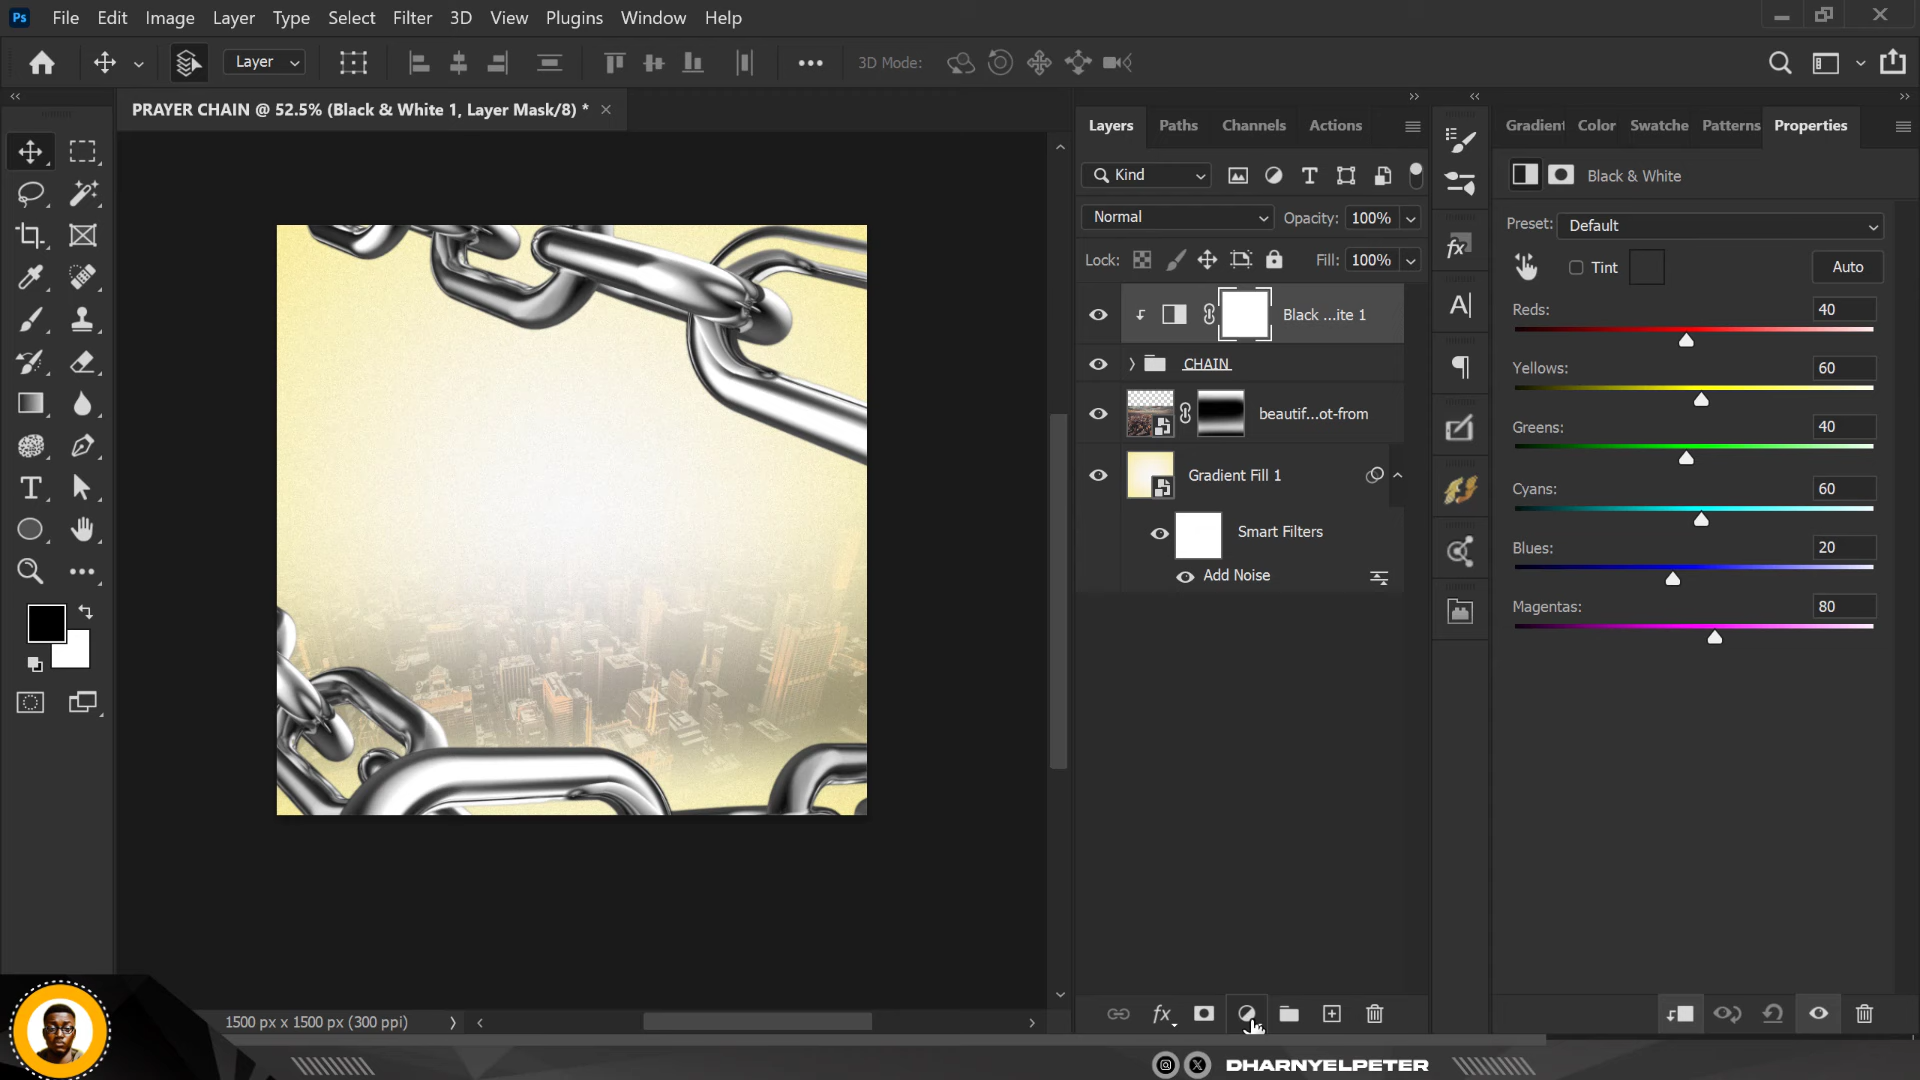 Ps File Edit Image Layer Type Select Filter 3D View Plugins Window Help
Layer 3D Mode:
PRAYER CHAIN @ 52.5% (Black & White 1, Layer Mask/8) *
Layers Paths Channels Actions
Gradient Color Swatche Patterns Properties
Kind
Black & White
Normal Opacity: 100%
Preset: Default
Lock: Fill: 100%
Tint Auto
Black ...ite 1
Reds: 40
CHAIN
Yellows: 60
beautif...ot-from
Greens: 40
Gradient Fill 1
Cyans: 60
Smart Filters
Blues: 20
Add Noise
Magentas: 80
1500 px x 1500 px (300 ppi)
fx
DHARNYELPETER